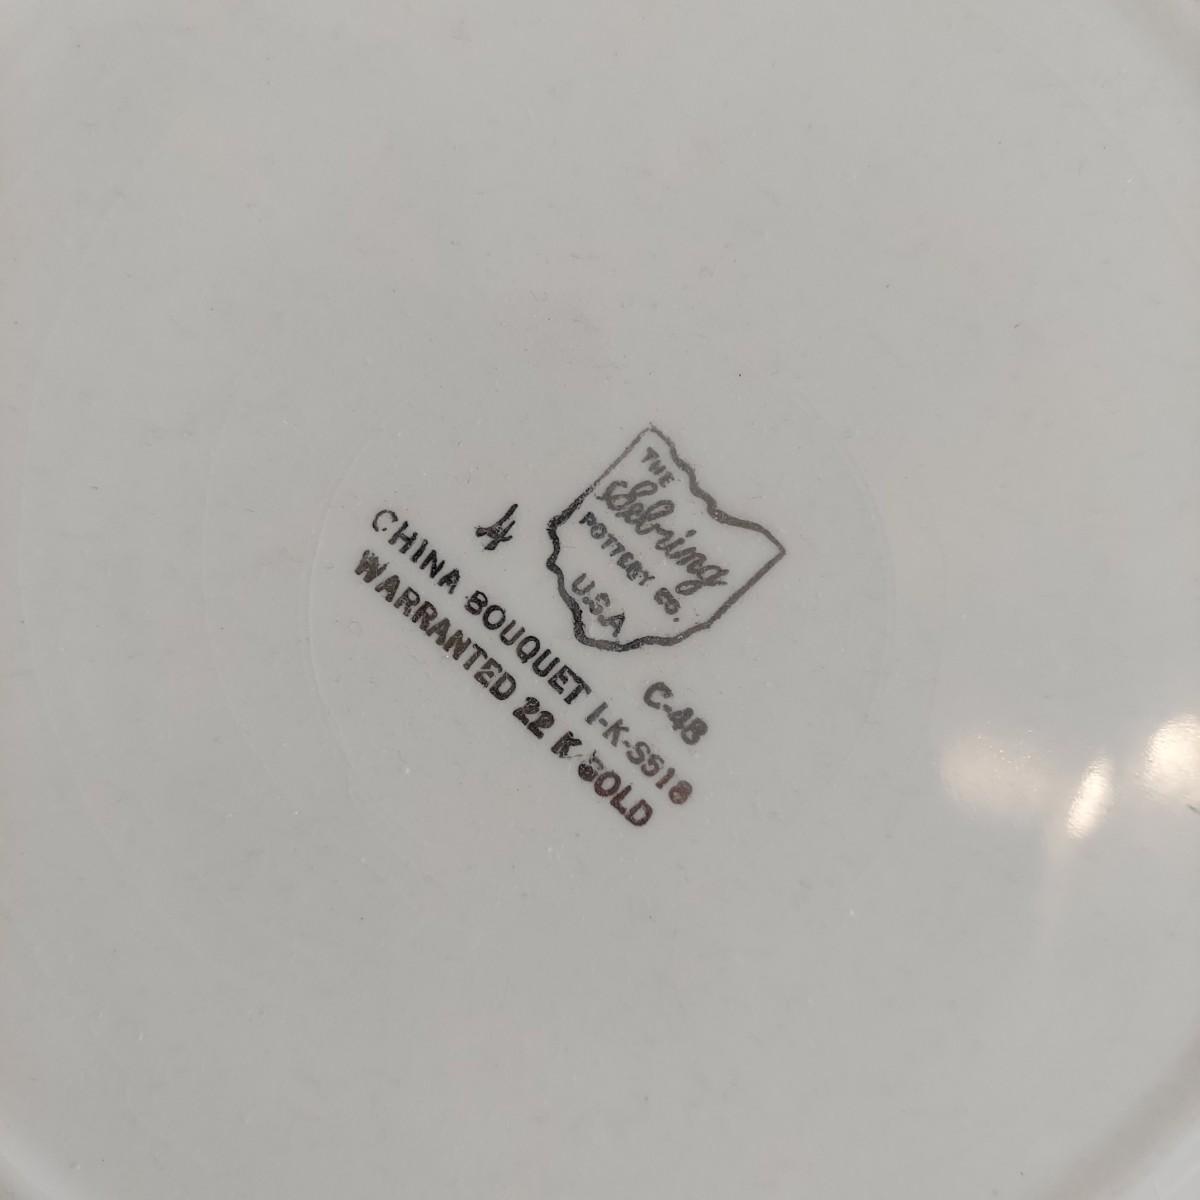 THE
Sebring
POTTERY CO.
U.S.A
4
C-48
CHINA BOUQUET I-K-S518
WARRANTED 22 K GOLD